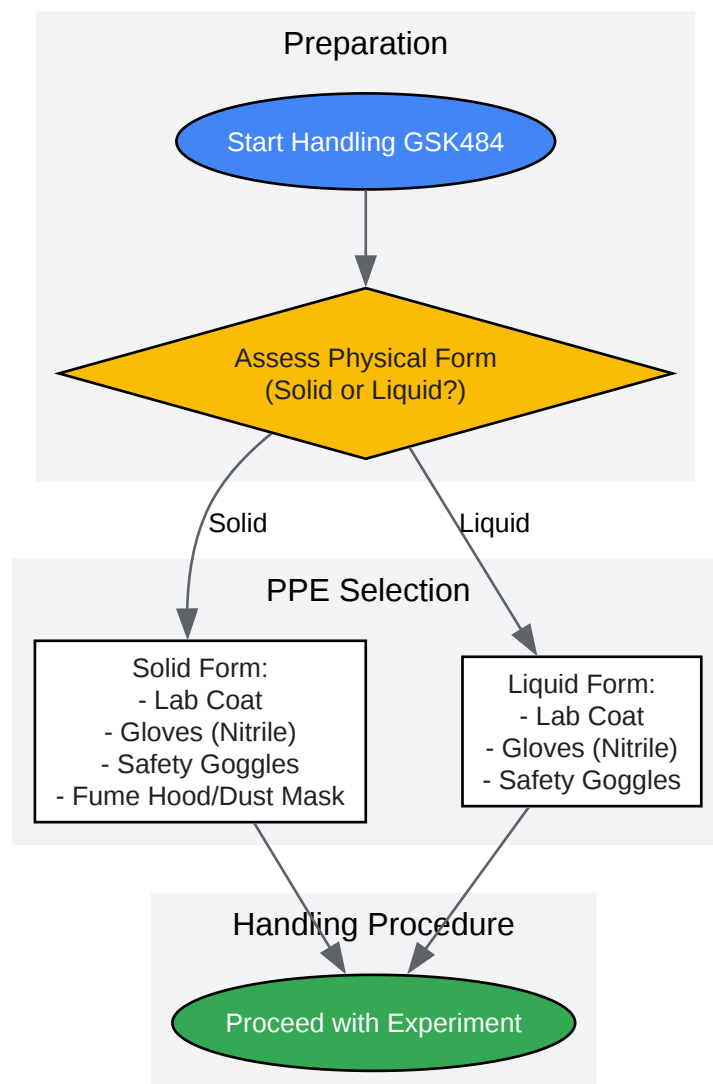 Preparation
Start Handling GSK484
Assess Physical Form
(Solid or Liquid?)
Solid
Liquid
PPE Selection
Solid Form:
- Lab Coat
- Gloves (Nitrile)
- Safety Goggles
- Fume Hood/Dust Mask
Liquid Form:
- Lab Coat
- Gloves (Nitrile)
- Safety Goggles
Handling Procedure
Proceed with Experiment